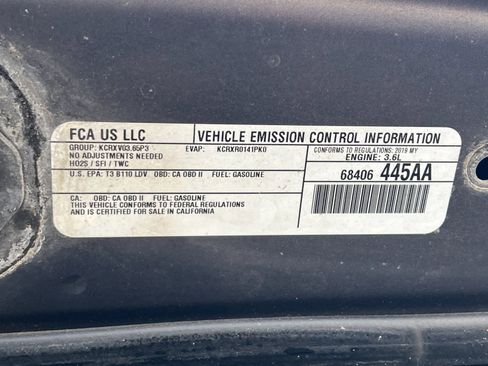 FCA US LLC
VEHICLE EMISSION CONTROL INFORMATION
GROUP: KCRXV03.65P3 EVAP: KCRXR0141PK0
NO ADJUSTMENTS NEEDED
HO2S / SFI / TWC
CONFORMS TO REGULATIONS: 2019 MY
ENGINE: 3.6L
U.S. EPA: T3 B110 LDV OBD: CA OBD II FUEL: GASOLINE
68406 445AA
CA: OBD: CA OBD II FUEL: GASOLINE
THIS VEHICLE CONFORMS TO FEDERAL REGULATIONS
AND IS CERTIFIED FOR SALE IN CALIFORNIA